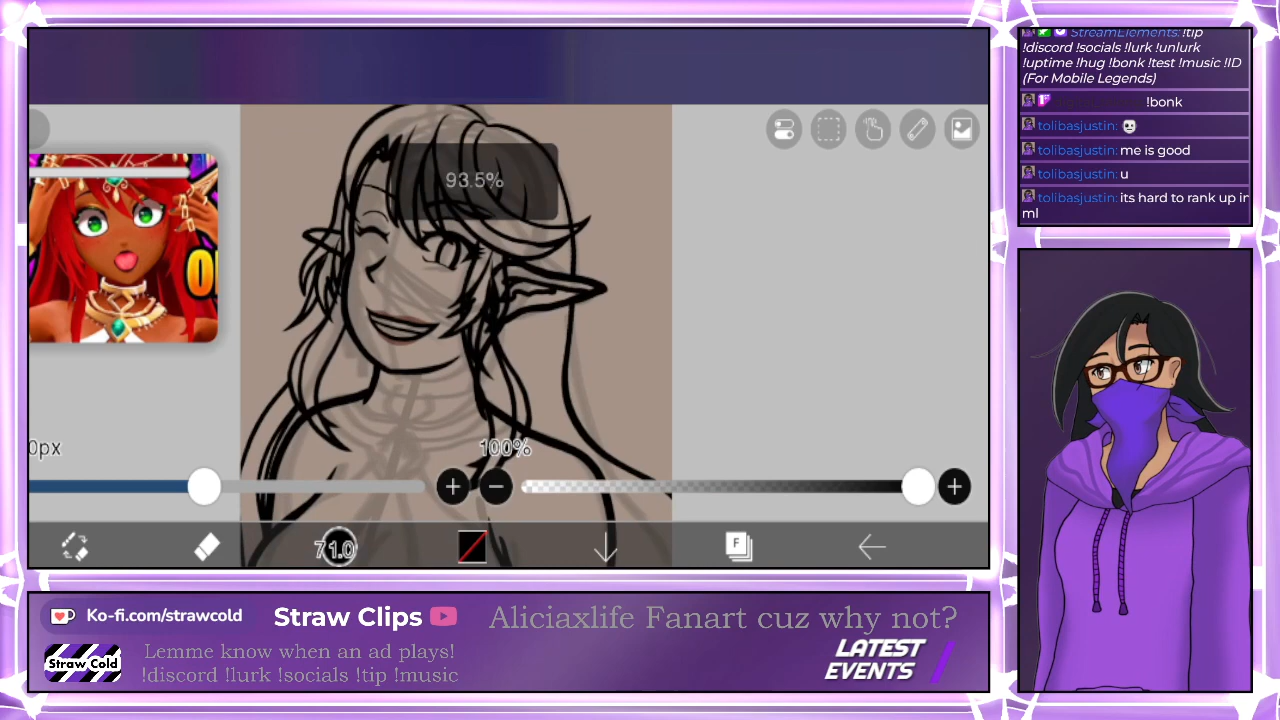 StreamElements: !tip
!discord !socials !lurk !unlurk
!uptime !hug !bonk !test !music !ID
(For Mobile Legends)
!bonk
tolibasjustin:
tolibasjustin: me is good
tolibasjustin: u
tolibasjustin: its hard to rank up in
ml
93.5%
0px
100%
71.0
F
Ko-fi.com/strawcold
Straw Clips
Aliciaxlife Fanart cuz why not?
Straw Cold
Lemme know when an ad plays!
!discord !lurk !socials !tip !music
LATEST
EVENTS